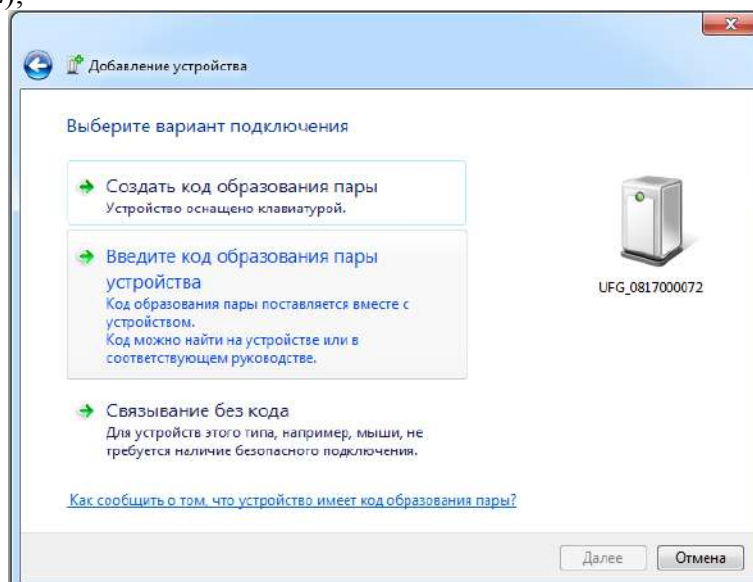 );
Добавление устройства
Выберите вариант подключения
Создать код образования пары
Устройство оснащено клавиатурой.
Введите код образования пары
устройства
Код образования пары поставляется вместе с
устройством.
Код можно найти на устройстве или в
соответствующем руководстве.
UFG_0817000072
Связывание без кода
Для устройств этого типа, например, мыши, не
требуется наличие безопасного подключения.
Как сообщить о том, что устройство имеет код образования пары?
Далее
Отмена